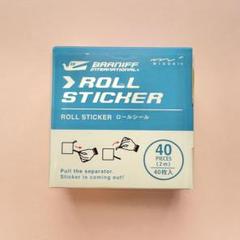 BRANIFF
INTERNATIONAL
MIDORI
ROLL
STICKER
ROLL STICKER ロールシール
40
PIECES
(2m)
40枚入
Pull the separator.
Sticker is coming out!